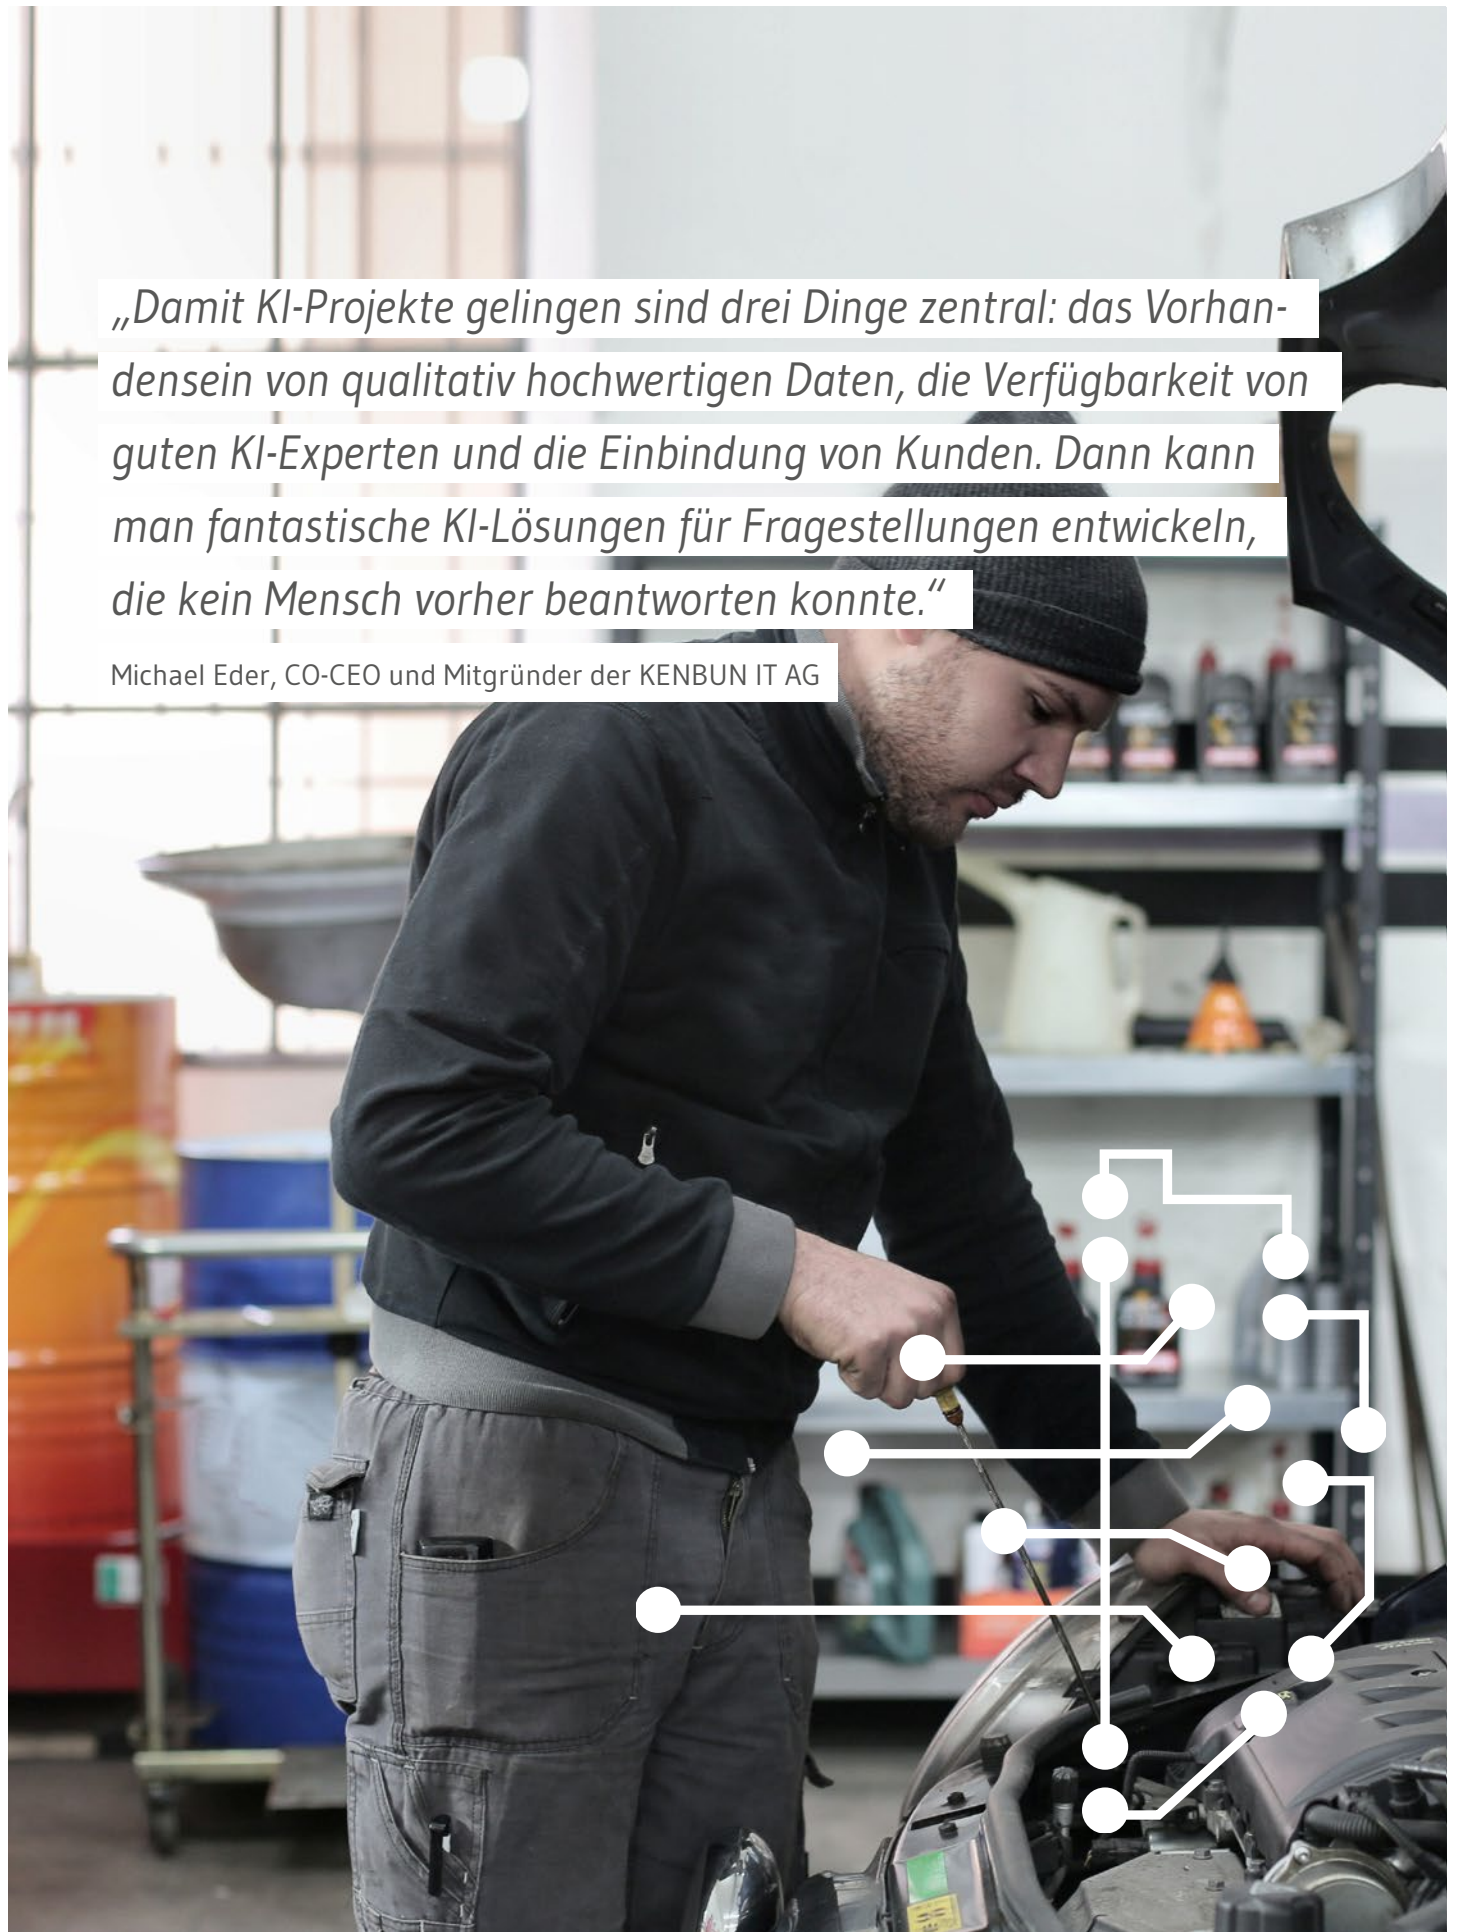 „Damit KI-Projekte gelingen sind drei Dinge zentral: das Vorhan-
densein von qualitativ hochwertigen Daten, die Verfügbarkeit von
guten KI-Experten und die Einbindung von Kunden. Dann kann
man fantastische KI-Lösungen für Fragestellungen entwickeln,
die kein Mensch vorher beantworten konnte.“
Michael Eder, CO-CEO und Mitgründer der KENBUN IT AG